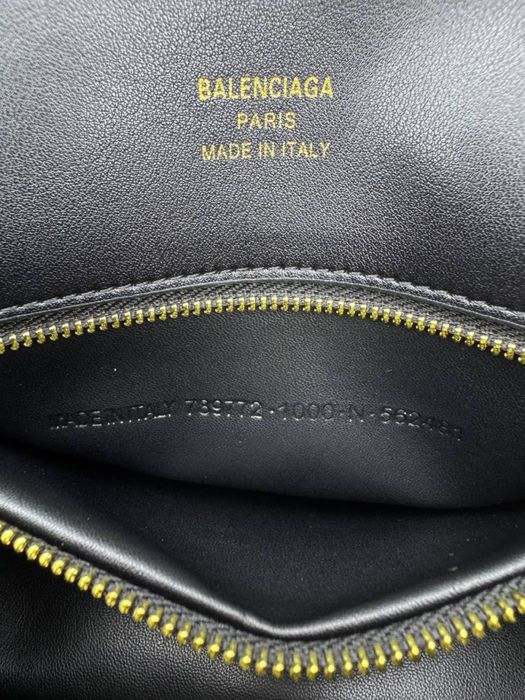 BALENCIAGA
PARIS
MADE IN ITALY
MADE IN ITALY 739772·1000·N·